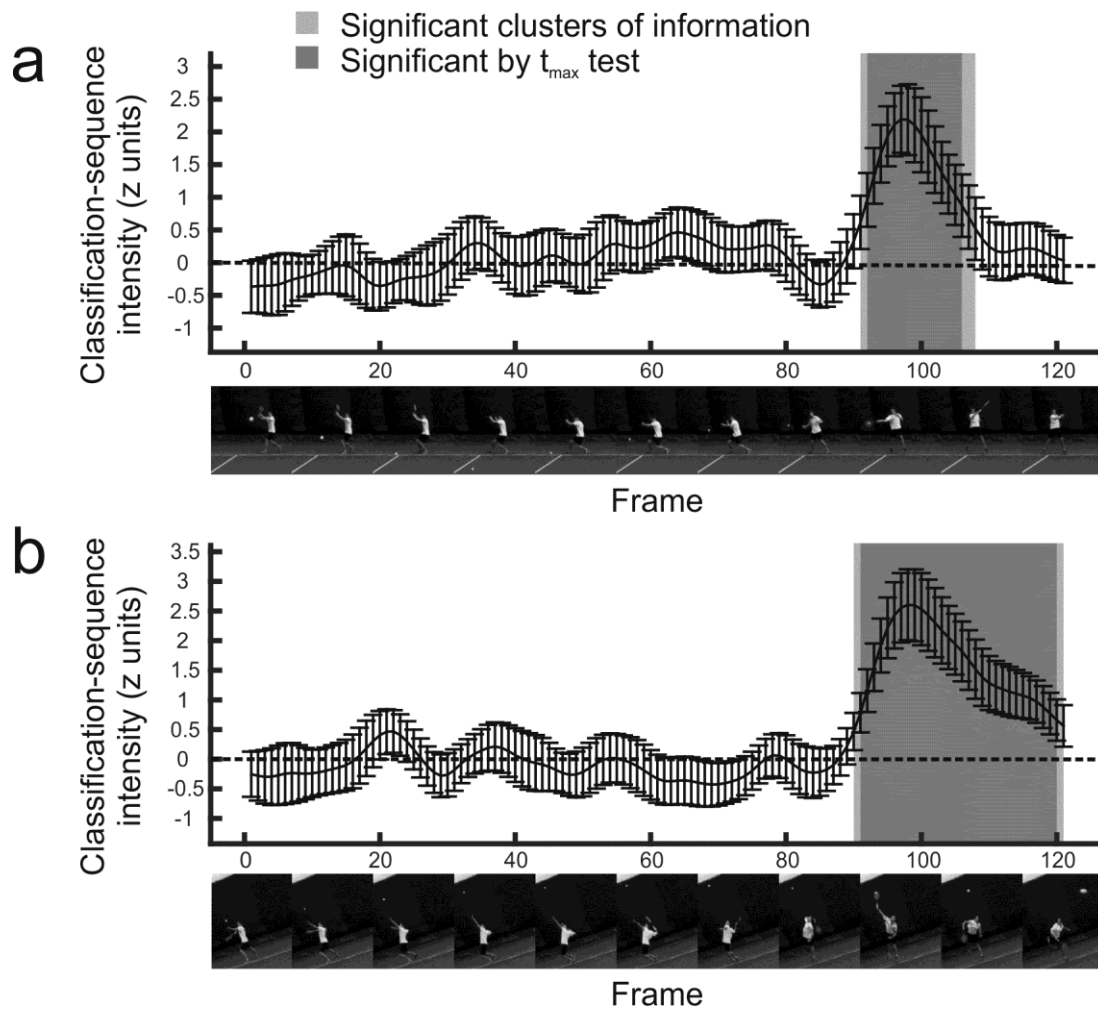 Significant clusters of information
Significant by tmax test
a
Classification-sequence
intensity (z units)
3
2.5
2
1.5
1
0.5
0
-0.5
-1
0 20 40 60 80 100 120
Frame
b
Classification-sequence
intensity (z units)
3.5
3
2.5
2
1.5
1
0.5
0
-0.5
-1
0 20 40 60 80 100 120
Frame